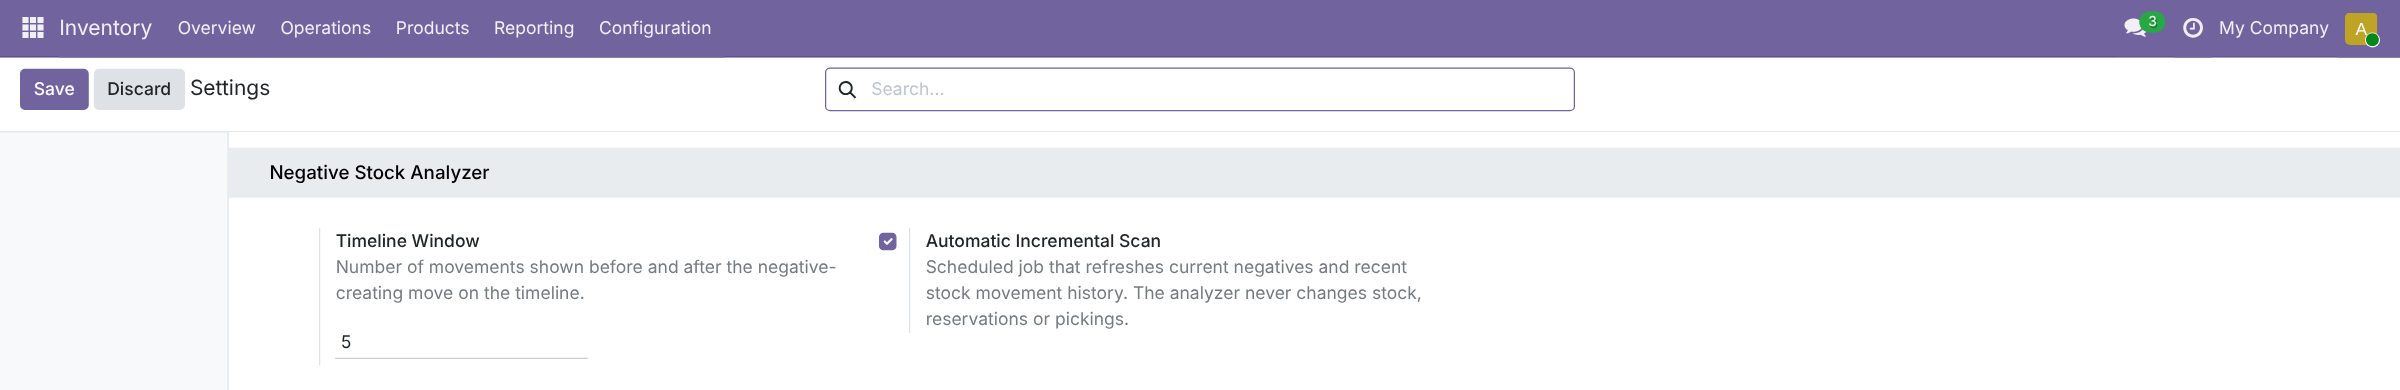 Inventory Overview Operations Products Reporting Configuration 3 My Company A
Save Discard Settings Search...
Negative Stock Analyzer
Timeline Window
Number of movements shown before and after the negative-
creating move on the timeline.
5
Automatic Incremental Scan
Scheduled job that refreshes current negatives and recent
stock movement history. The analyzer never changes stock,
reservations or pickings.